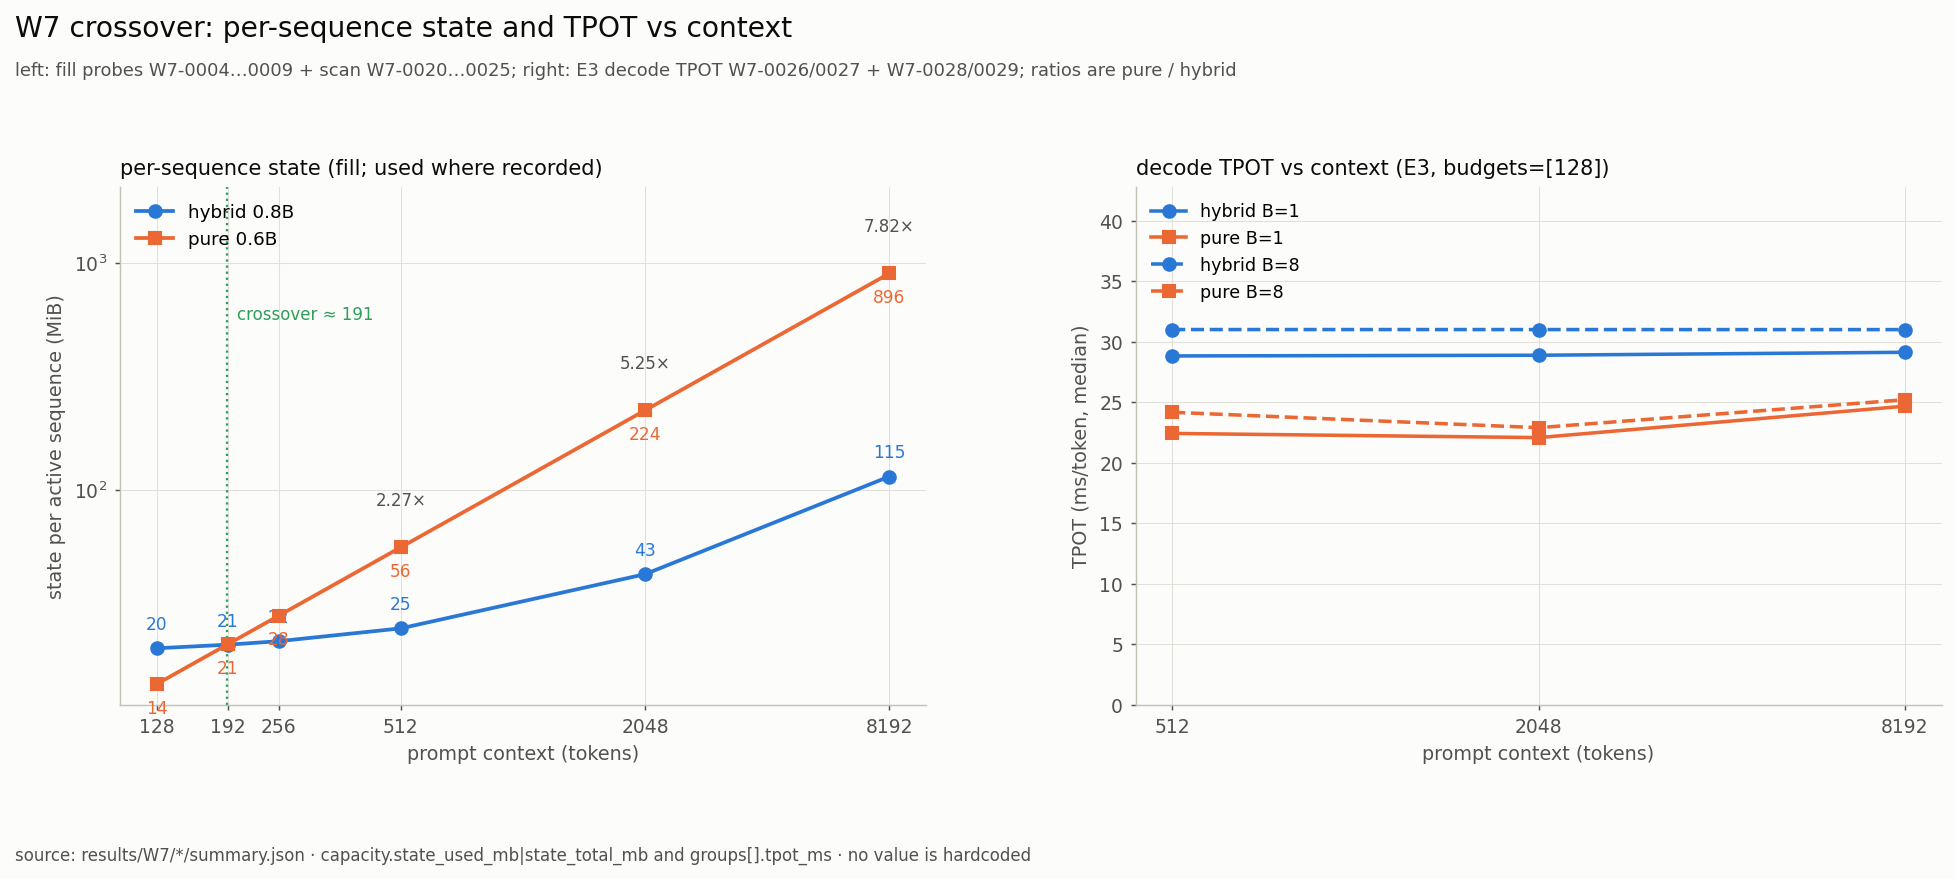 W7 crossover: per-sequence state and TPOT vs context
left: fill probes W7-0004…0009 + scan W7-0020…0025; right: E3 decode TPOT W7-0026/0027 + W7-0028/0029; ratios are pure / hybrid
per-sequence state (fill; used where recorded)
hybrid 0.8B
pure 0.6B
crossover ≈ 191
7.82×
5.25×
2.27×
896
224
115
56
43
25
20
21
28
21
14
10³
10²
state per active sequence (MiB)
128 192 256 512 2048 8192
prompt context (tokens)
decode TPOT vs context (E3, budgets=[128])
hybrid B=1
pure B=1
hybrid B=8
pure B=8
40
35
30
25
20
15
10
5
0
TPOT (ms/token, median)
512 2048 8192
prompt context (tokens)
source: results/W7/*/summary.json · capacity.state_used_mb|state_total_mb and groups[].tpot_ms · no value is hardcoded